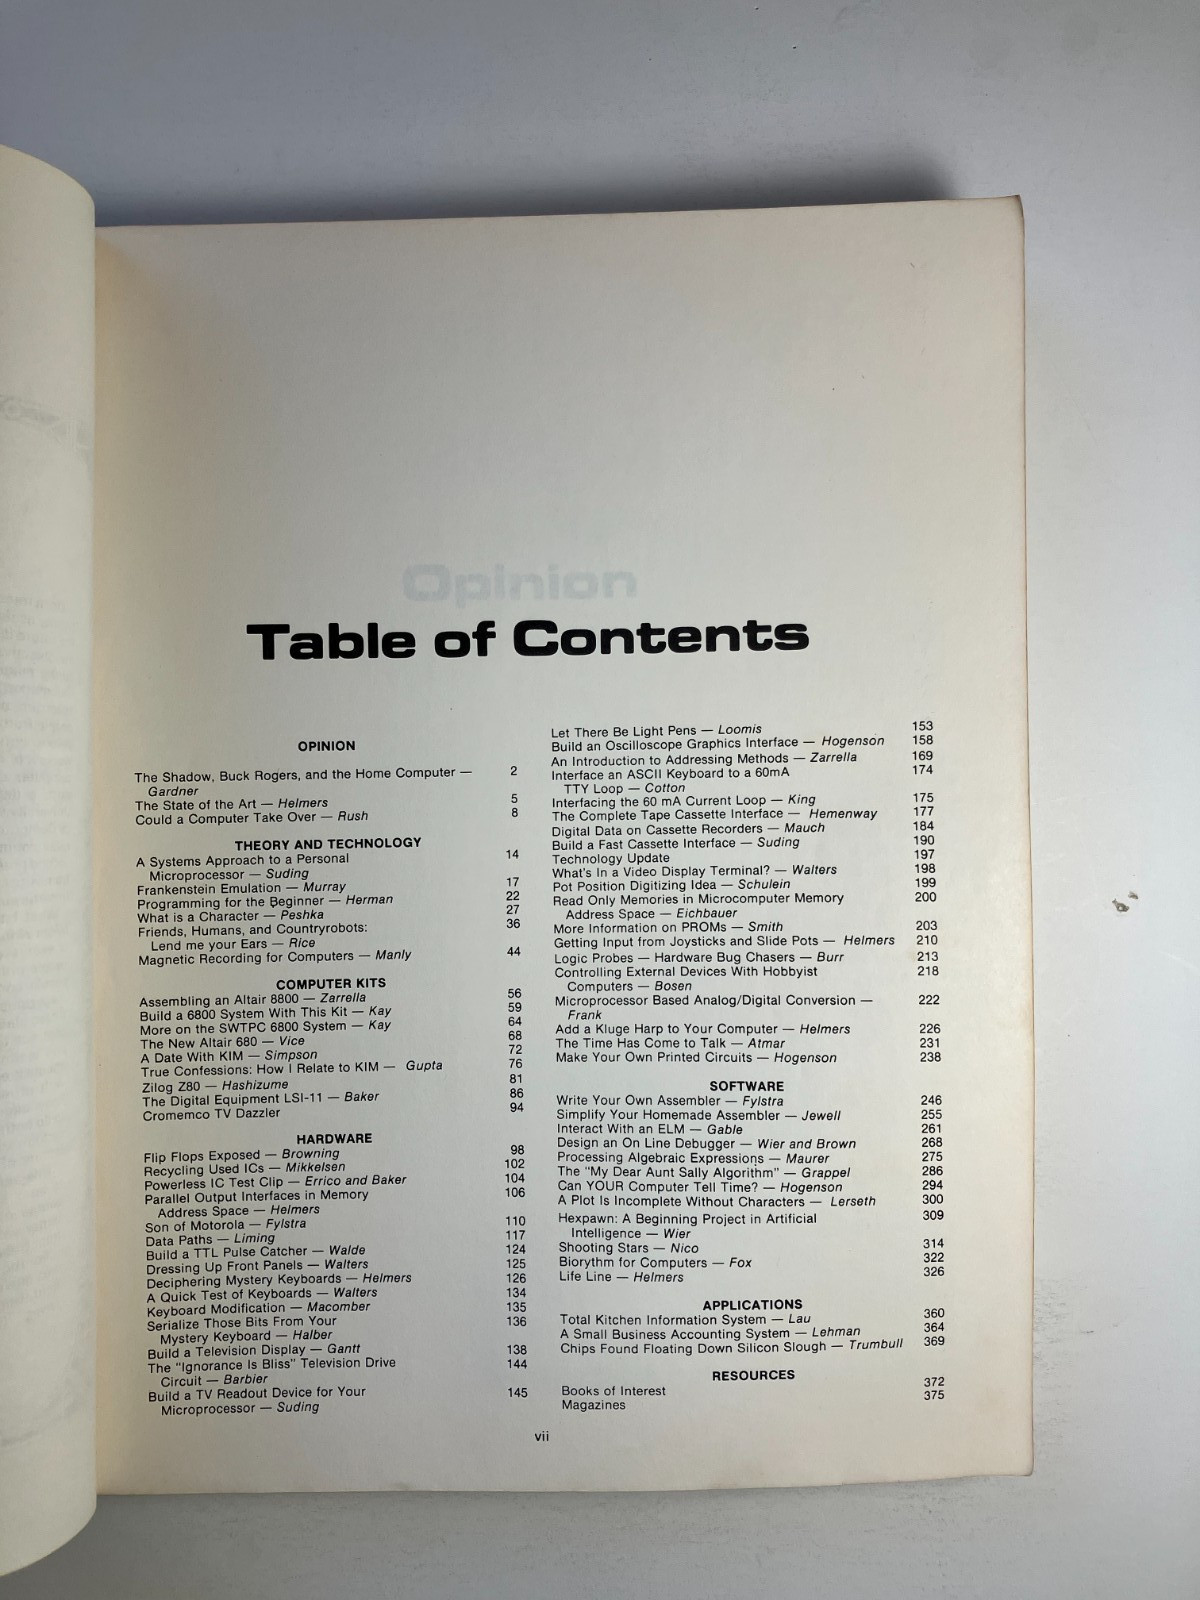 Opinion
Table of Contents
OPINION
The Shadow, Buck Rogers, and the Home Computer — 2
Gardner
The State of the Art — Helmers 5
Could a Computer Take Over — Rush 8
THEORY AND TECHNOLOGY
A Systems Approach to a Personal 14
Microprocessor — Suding
Frankenstein Emulation — Murray 17
Programming for the Beginner — Herman 22
What is a Character — Peshka 27
Friends, Humans, and Countryrobots: 36
Lend me your Ears — Rice
Magnetic Recording for Computers — Manly 44
COMPUTER KITS
Assembling an Altair 8800 — Zarrella 56
Build a 6800 System With This Kit — Kay 59
More on the SWTPC 6800 System — Kay 64
The New Altair 680 — Vice 68
A Date With KIM — Simpson 72
True Confessions: How I Relate to KIM — Gupta 76
Zilog Z80 — Hashizume 81
The Digital Equipment LSI-11 — Baker 86
Cromemco TV Dazzler 94
HARDWARE
Flip Flops Exposed — Browning 98
Recycling Used ICs — Mikkelsen 102
Powerless IC Test Clip — Errico and Baker 104
Parallel Output Interfaces in Memory 106
Address Space — Helmers
Son of Motorola — Fylstra 110
Data Paths — Liming 117
Build a TTL Pulse Catcher — Walde 124
Dressing Up Front Panels — Walters 125
Deciphering Mystery Keyboards — Helmers 126
A Quick Test of Keyboards — Walters 134
Keyboard Modification — Macomber 135
Serialize Those Bits From Your 136
Mystery Keyboard — Halber
Build a Television Display — Gantt 138
The "Ignorance Is Bliss" Television Drive 144
Circuit — Barbier
Build a TV Readout Device for Your 145
Microprocessor — Suding
Let There Be Light Pens — Loomis 153
Build an Oscilloscope Graphics Interface — Hogenson 158
An Introduction to Addressing Methods — Zarrella 169
Interface an ASCII Keyboard to a 60mA 174
TTY Loop — Cotton
Interfacing the 60 mA Current Loop — King 175
The Complete Tape Cassette Interface — Hemenway 177
Digital Data on Cassette Recorders — Mauch 184
Build a Fast Cassette Interface — Suding 190
Technology Update 197
What's In a Video Display Terminal? — Walters 198
Pot Position Digitizing Idea — Schulein 199
Read Only Memories in Microcomputer Memory 200
Address Space — Eichbauer
More Information on PROMs — Smith 203
Getting Input from Joysticks and Slide Pots — Helmers 210
Logic Probes — Hardware Bug Chasers — Burr 213
Controlling External Devices With Hobbyist 218
Computers — Bosen
Microprocessor Based Analog/Digital Conversion — 222
Frank
Add a Kluge Harp to Your Computer — Helmers 226
The Time Has Come to Talk — Atmar 231
Make Your Own Printed Circuits — Hogenson 238
SOFTWARE
Write Your Own Assembler — Fylstra 246
Simplify Your Homemade Assembler — Jewell 255
Interact With an ELM — Gable 261
Design an On Line Debugger — Wier and Brown 268
Processing Algebraic Expressions — Maurer 275
The "My Dear Aunt Sally Algorithm" — Grappel 286
Can YOUR Computer Tell Time? — Hogenson 294
A Plot Is Incomplete Without Characters — Lerseth 300
Hexpawn: A Beginning Project in Artificial 309
Intelligence — Wier
Shooting Stars — Nico 314
Biorythm for Computers — Fox 322
Life Line — Helmers 326
APPLICATIONS
Total Kitchen Information System — Lau 360
A Small Business Accounting System — Lehman 364
Chips Found Floating Down Silicon Slough — Trumbull 369
RESOURCES
Books of Interest 372
Magazines 375
vii